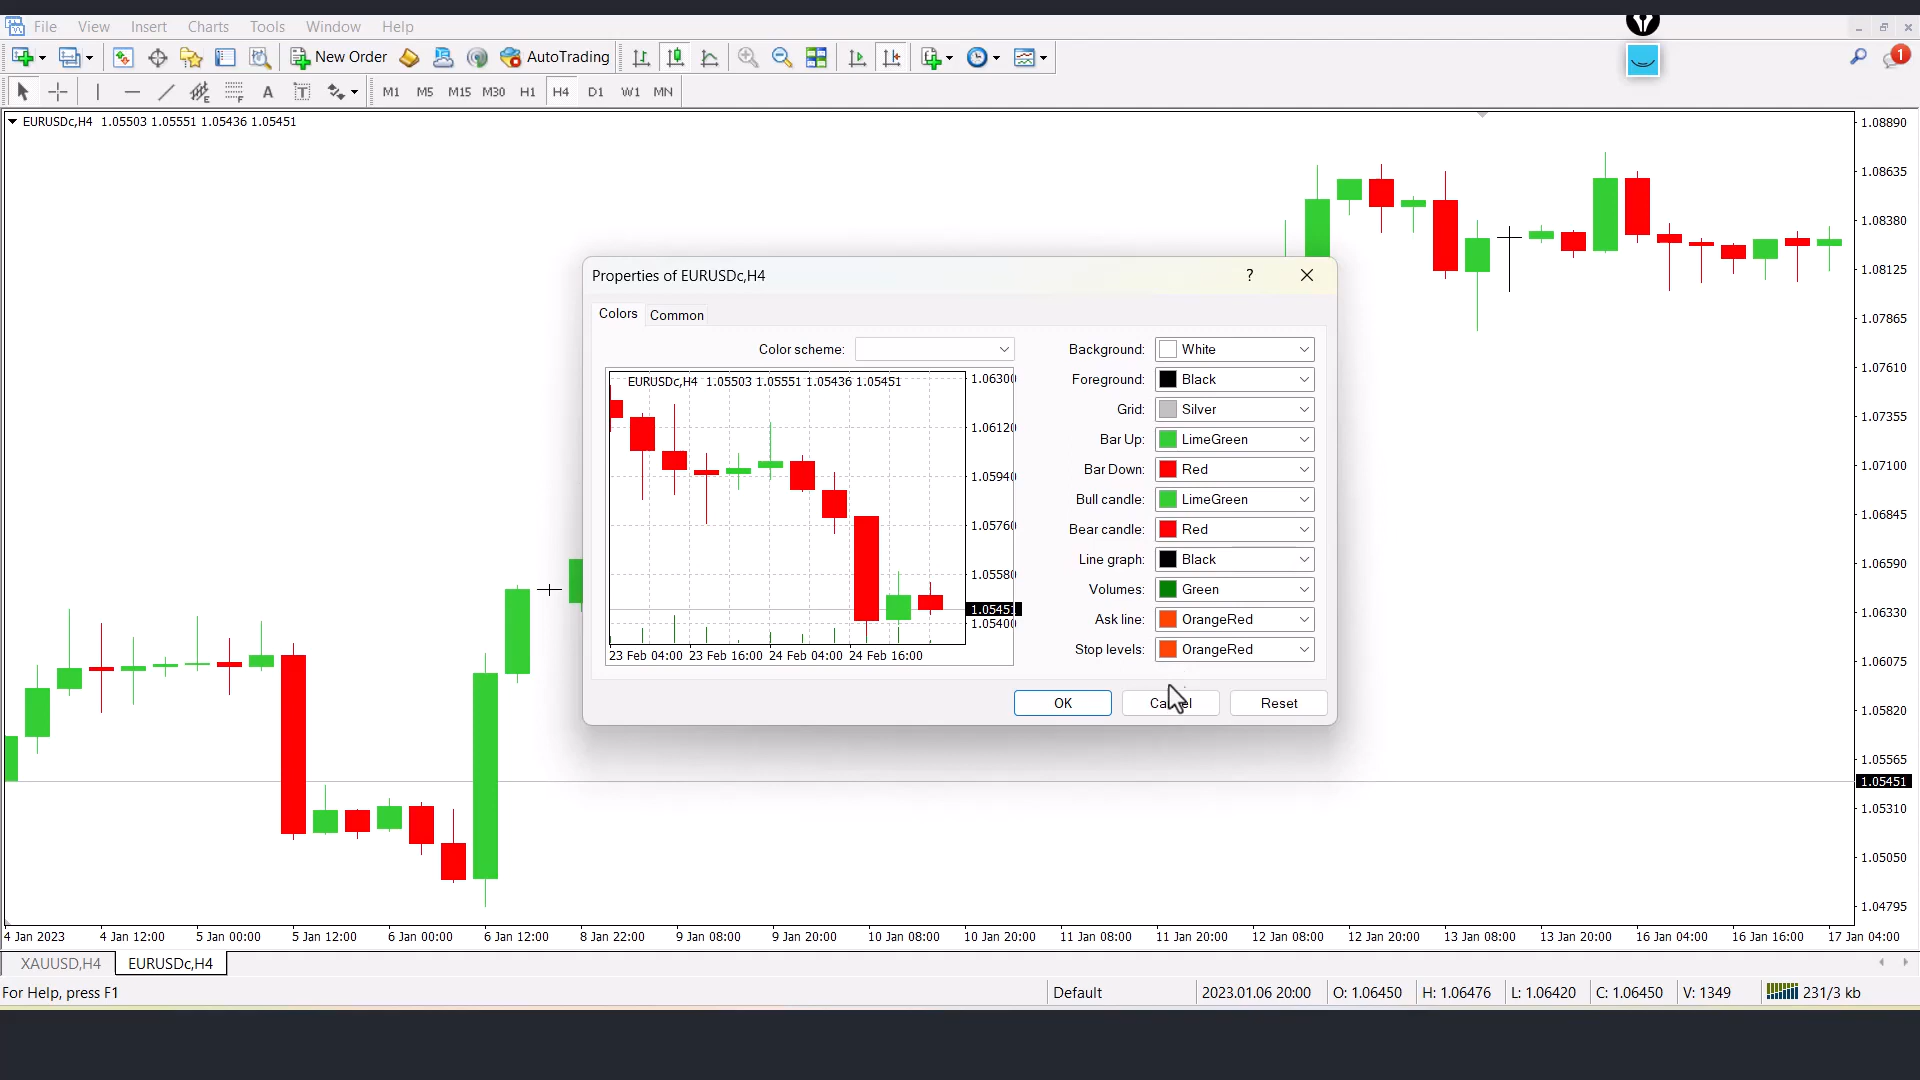 File View Insert Charts Tools Window Help
New Order AutoTrading 1
A T M1 M5 M15 M30 H1 H4 D1 W1 MN
EURUSDc,H4 1.05503 1.05551 1.05436 1.05451
1.08890
1.08635
1.08380
1.08125
1.07865
1.07610
1.07355
1.07100
1.06845
1.06590
1.06330
1.06075
1.05820
1.05565
1.05451
1.05310
1.05050
1.04795
Properties of EURUSDc,H4 ?
Colors Common
Color scheme:
EURUSDc,H4 1.05503 1.05551 1.05436 1.05451
1.06300
1.06120
1.05940
1.05760
1.05580
1.05451
1.05400
23 Feb 04:00 23 Feb 16:00 24 Feb 04:00 24 Feb 16:00
Background: White
Foreground: Black
Grid: Silver
Bar Up: LimeGreen
Bar Down: Red
Bull candle: LimeGreen
Bear candle: Red
Line graph: Black
Volumes: Green
Ask line: OrangeRed
Stop levels: OrangeRed
OK Cancel Reset
4 Jan 2023 4 Jan 12:00 5 Jan 00:00 5 Jan 12:00 6 Jan 00:00 6 Jan 12:00 8 Jan 22:00 9 Jan 08:00 9 Jan 20:00 10 Jan 08:00 10 Jan 20:00 11 Jan 08:00 11 Jan 20:00 12 Jan 08:00 12 Jan 20:00 13 Jan 08:00 13 Jan 20:00 16 Jan 04:00 16 Jan 16:00 17 Jan 04:00
XAUUSD,H4 EURUSDc,H4
For Help, press F1 Default 2023.01.06 20:00 O: 1.06450 H: 1.06476 L: 1.06420 C: 1.06450 V: 1349 231/3 kb